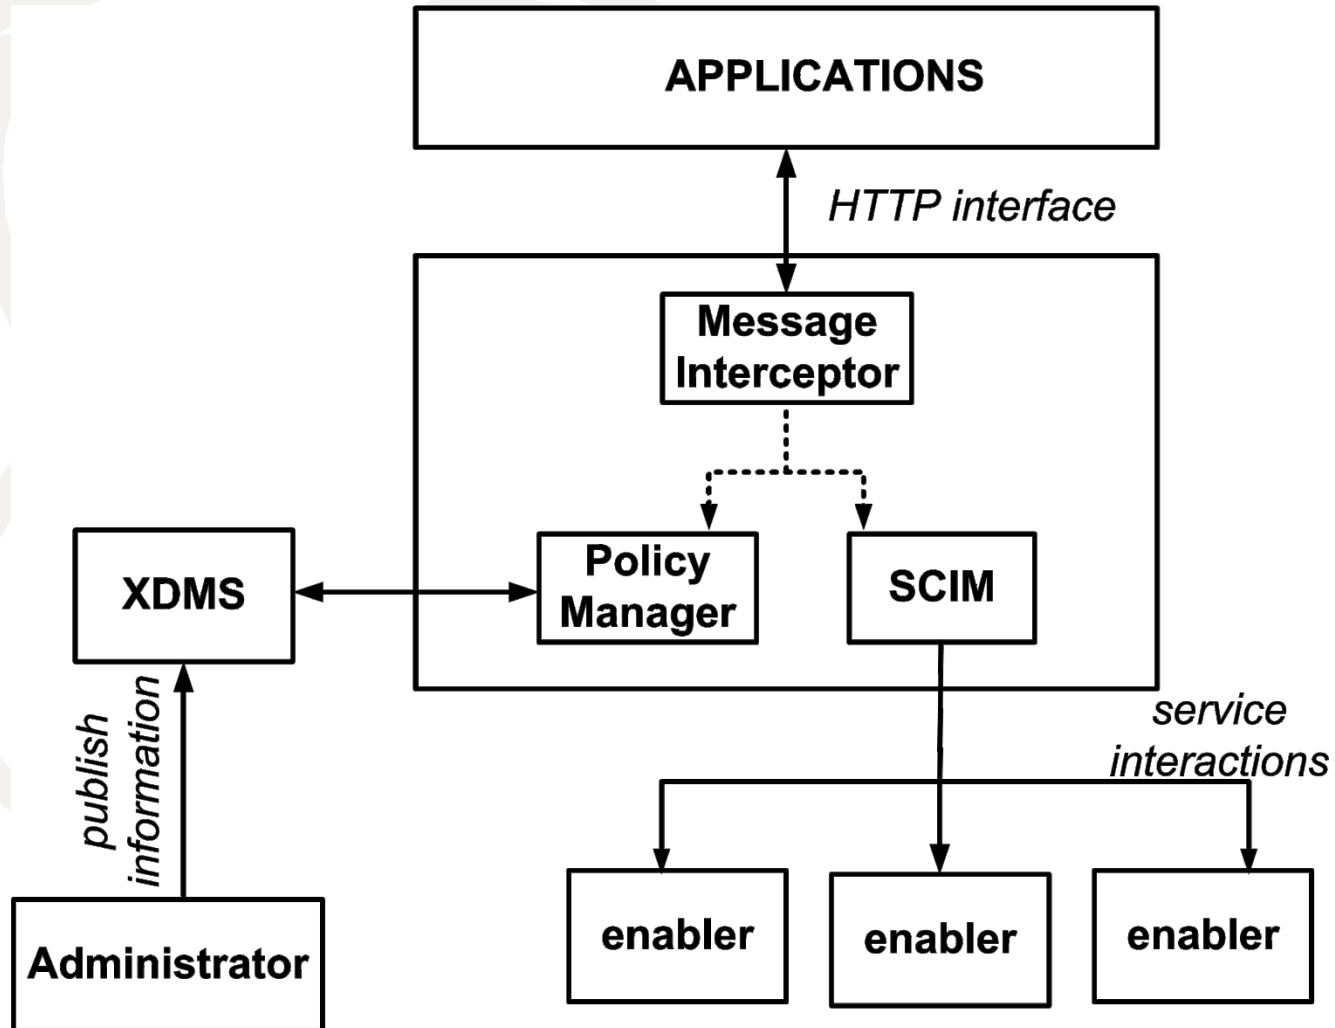 APPLICATIONS
HTTP interface
Message
Interceptor
Policy
Manager
SCIM
XDMS
publish
information
service
interactions
Administrator
enabler
enabler
enabler